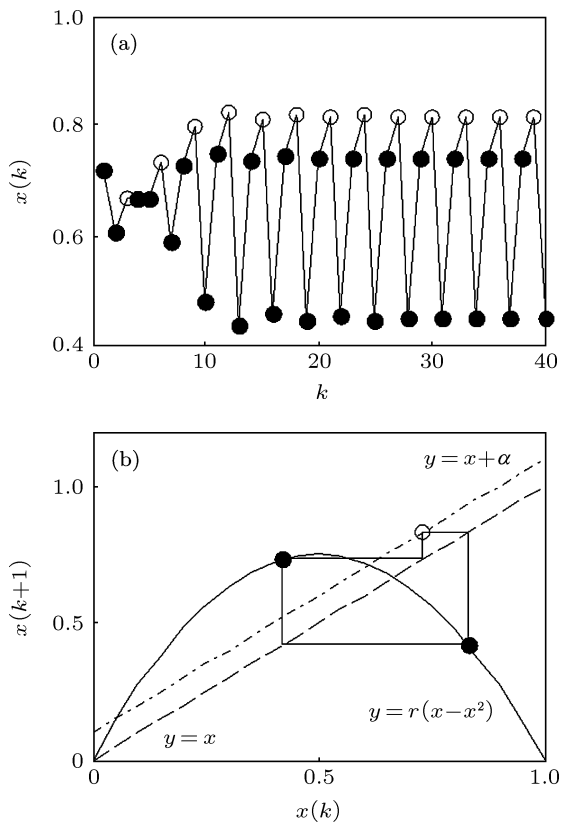 1.0
(a)
0.8
x(k)
0.6
0.4
0 10 20 30 40
k
(b)
y=x+α
1.0
x(k+1)
0.5
y=r(x−x²)
y=x
0
0 0.5 1.0
x(k)